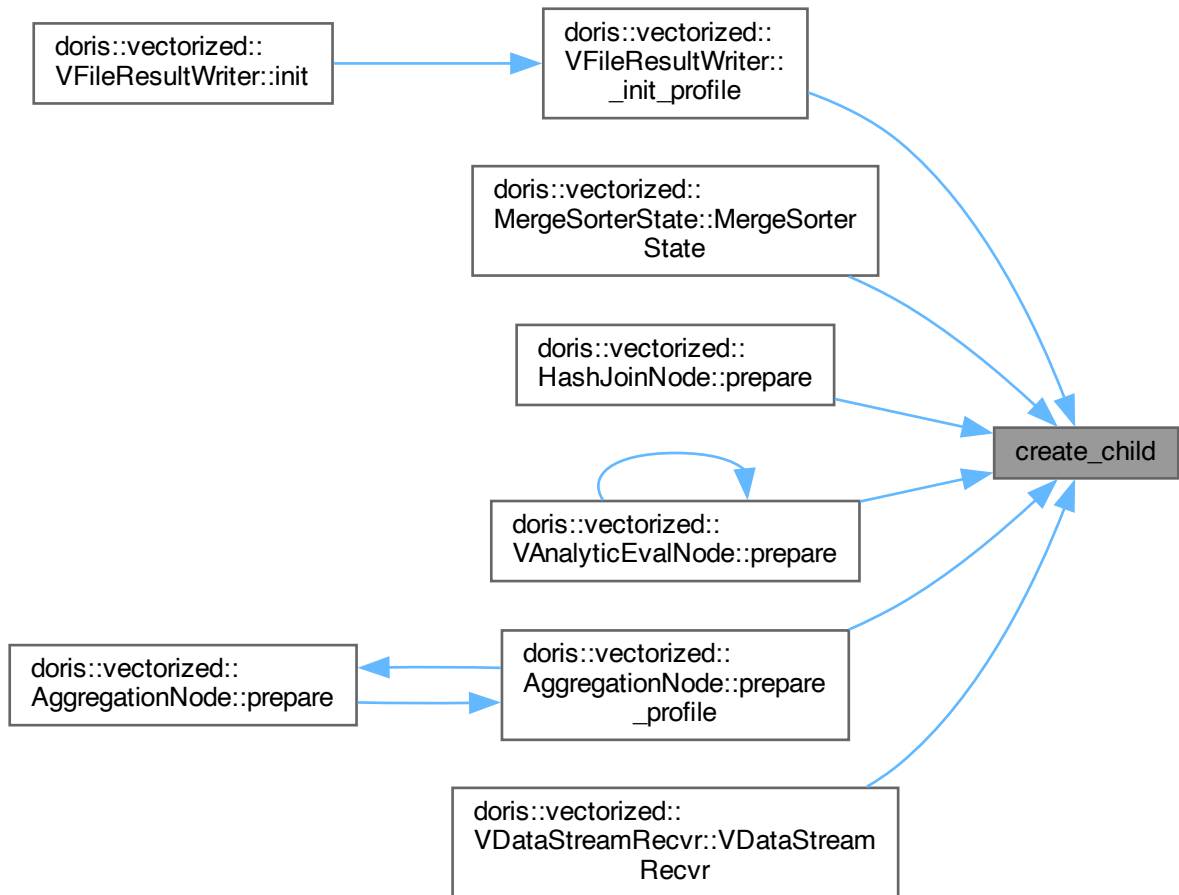 doris::vectorized::
VFileResultWriter::init
doris::vectorized::
VFileResultWriter::
_init_profile
doris::vectorized::
MergeSorterState::MergeSorter
State
doris::vectorized::
HashJoinNode::prepare
create_child
doris::vectorized::
VAnalyticEvalNode::prepare
doris::vectorized::
AggregationNode::prepare
doris::vectorized::
AggregationNode::prepare
_profile
doris::vectorized::
VDataStreamRecvr::VDataStream
Recvr